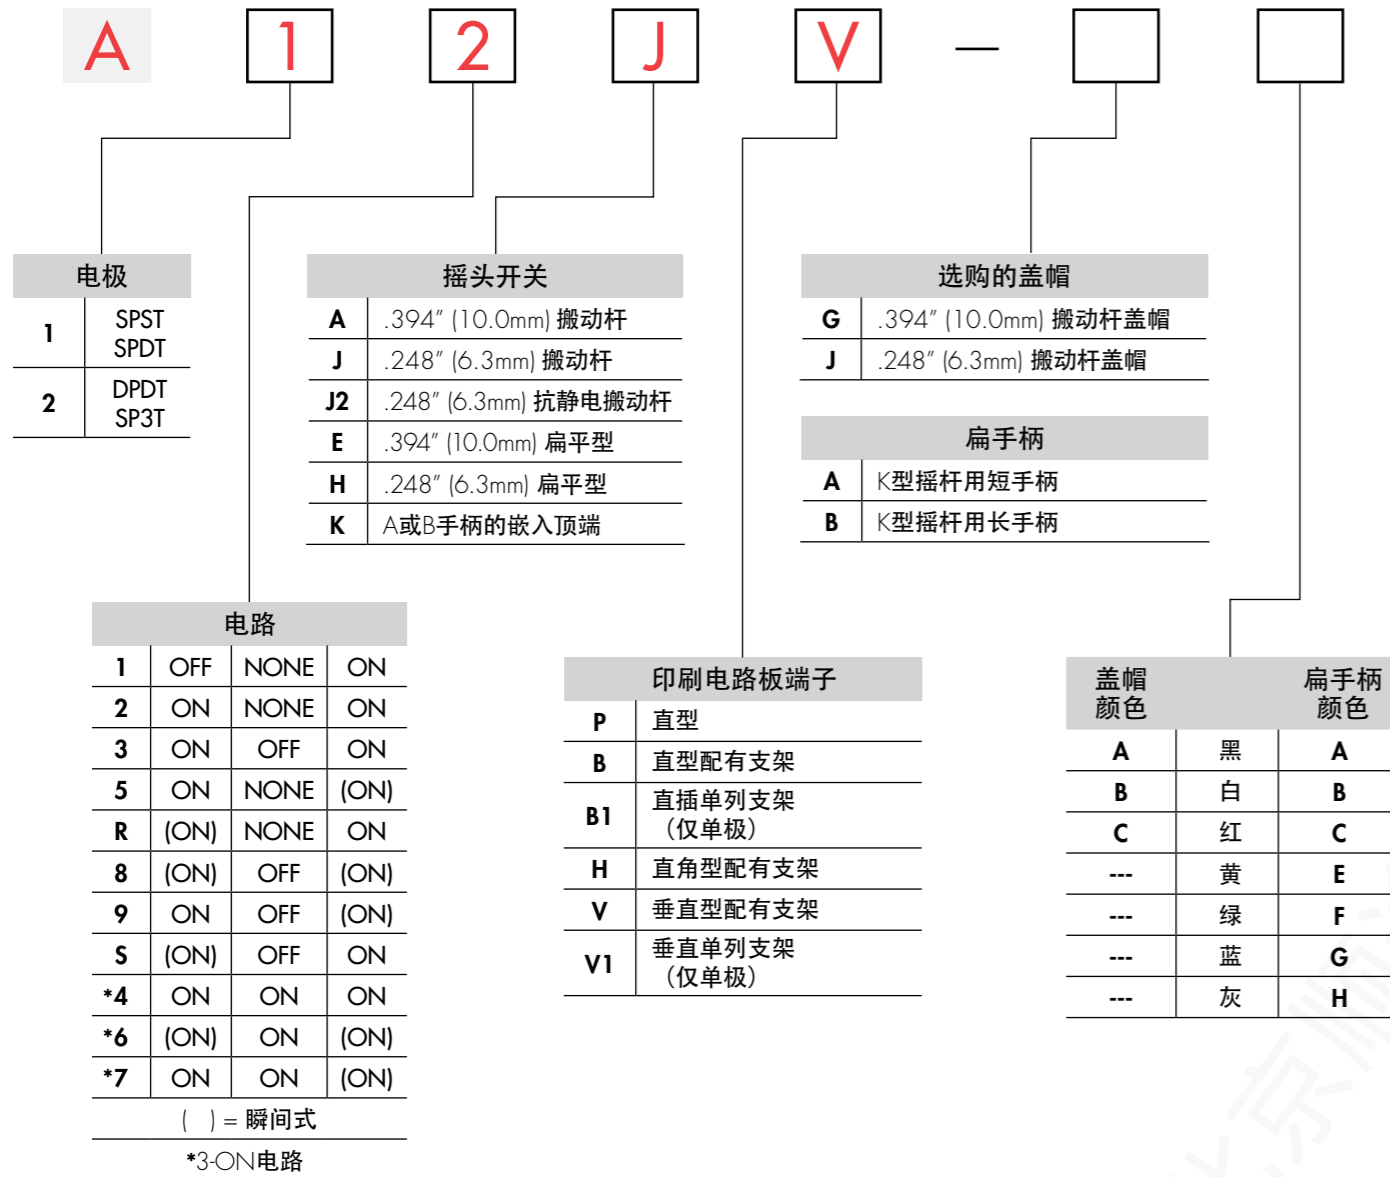 A 1 2 J V —
电极
1 SPST
SPDT
2 DPDT
SP3T
摇头开关
A .394" (10.0mm) 搬动杆
J .248" (6.3mm) 搬动杆
J2 .248" (6.3mm) 抗静电搬动杆
E .394" (10.0mm) 扁平型
H .248" (6.3mm) 扁平型
K A或B手柄的嵌入顶端
选购的盖帽
G .394" (10.0mm) 搬动杆盖帽
J .248" (6.3mm) 搬动杆盖帽
扁手柄
A K型摇杆用短手柄
B K型摇杆用长手柄
电路
1 OFF NONE ON
2 ON NONE ON
3 ON OFF ON
5 ON NONE (ON)
R (ON) NONE ON
8 (ON) OFF (ON)
9 ON OFF (ON)
S (ON) OFF ON
*4 ON ON ON
*6 (ON) ON (ON)
*7 ON ON (ON)
( ) = 瞬间式
*3-ON电路
印刷电路板端子
P 直型
B 直型配有支架
B1 直插单列支架
（仅单极）
H 直角型配有支架
V 垂直型配有支架
V1 垂直单列支架
（仅单极）
盖帽 扁手柄
颜色 颜色
A 黑 A
B 白 B
C 红 C
--- 黄 E
--- 绿 F
--- 蓝 G
--- 灰 H